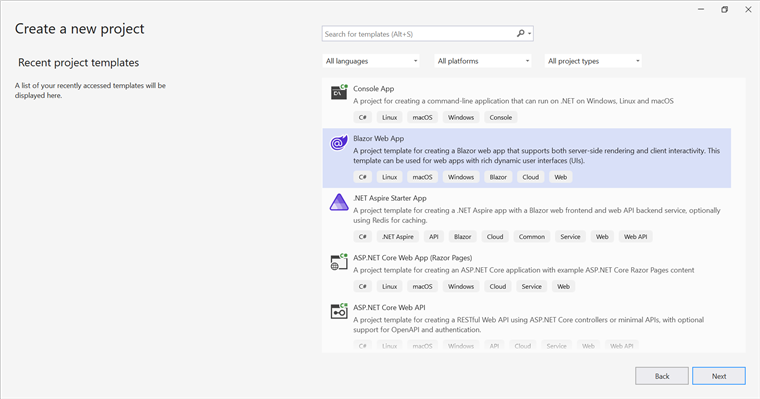 Create a new project
Search for templates (Alt+S)
Recent project templates
All languages
All platforms
All project types
A list of your recently accessed templates will be
displayed here.
Console App
A project for creating a command-line application that can run on .NET on Windows, Linux and macOS
C# Linux macOS Windows Console
Blazor Web App
A project template for creating a Blazor web app that supports both server-side rendering and client interactivity. This
template can be used for web apps with rich dynamic user interfaces (UIs).
C# Linux macOS Windows Blazor Cloud Web
.NET Aspire Starter App
A project template for creating a .NET Aspire app with a Blazor web frontend and web API backend service, optionally
using Redis for caching.
C# .NET Aspire API Blazor Cloud Common Service Web Web API
ASP.NET Core Web App (Razor Pages)
A project template for creating an ASP.NET Core application with example ASP.NET Core Razor Pages content
C# Linux macOS Windows Cloud Service Web
ASP.NET Core Web API
A project template for creating a RESTful Web API using ASP.NET Core controllers or minimal APIs, with optional
support for OpenAPI and authentication.
C# Linux macOS Windows API Cloud Service Web Web API
Back
Next